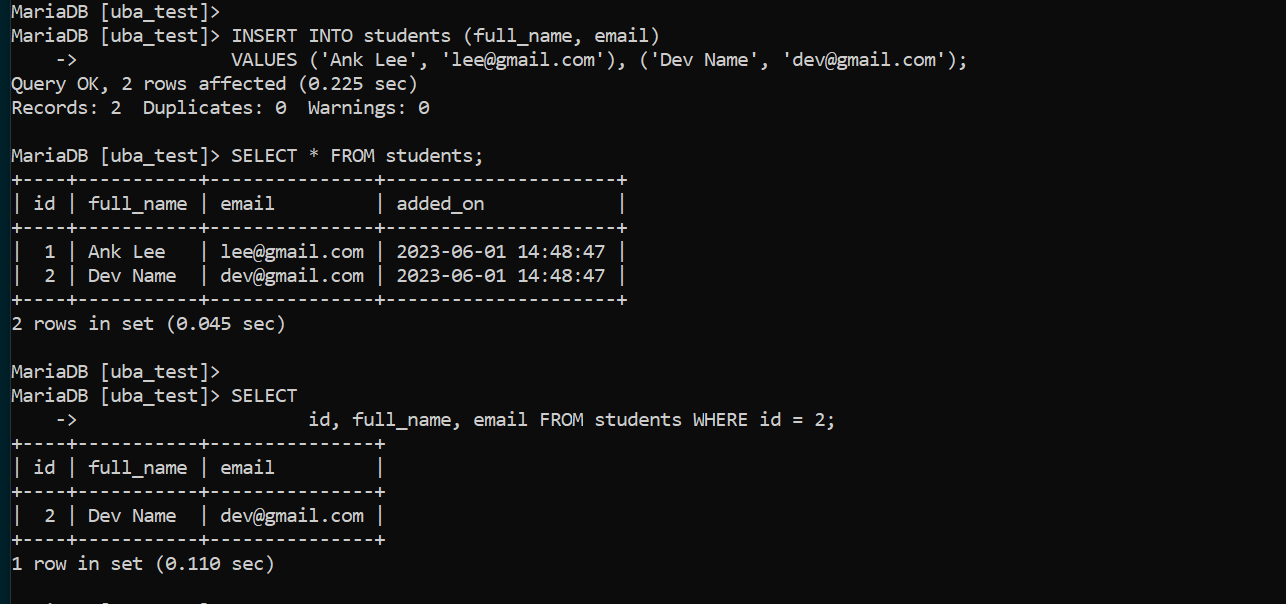 MariaDB [uba_test]>
MariaDB [uba_test]> INSERT INTO students (full_name, email)
    ->              VALUES ('Ank Lee', 'lee@gmail.com'), ('Dev Name', 'dev@gmail.com');
Query OK, 2 rows affected (0.225 sec)
Records: 2  Duplicates: 0  Warnings: 0

MariaDB [uba_test]> SELECT * FROM students;
+----+-----------+---------------+---------------------+
| id | full_name | email         | added_on            |
+----+-----------+---------------+---------------------+
|  1 | Ank Lee   | lee@gmail.com | 2023-06-01 14:48:47 |
|  2 | Dev Name  | dev@gmail.com | 2023-06-01 14:48:47 |
+----+-----------+---------------+---------------------+
2 rows in set (0.045 sec)

MariaDB [uba_test]>
MariaDB [uba_test]> SELECT
    ->                     id, full_name, email FROM students WHERE id = 2;
+----+-----------+---------------+
| id | full_name | email         |
+----+-----------+---------------+
|  2 | Dev Name  | dev@gmail.com |
+----+-----------+---------------+
1 row in set (0.110 sec)